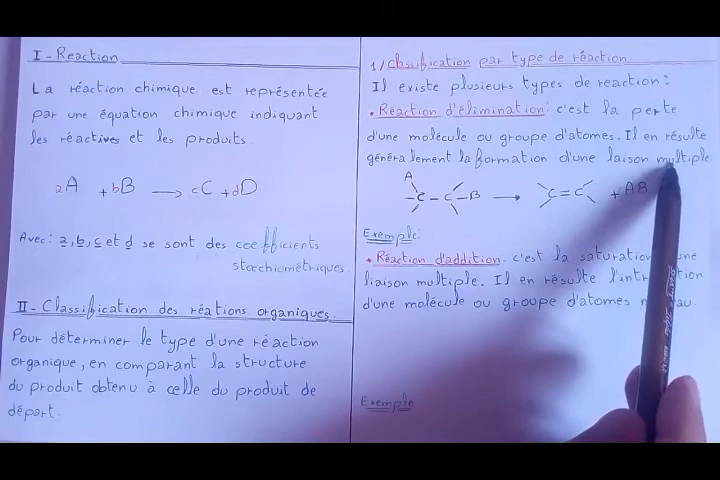 I - Reaction
La réaction chimique est représentée
par une équation chimique indiquant
les réactives et les produits.
aA + bB → cC + dD
Avec: a, b, c et d se sont des coefficients
stœchiométriques.
II - Classification des réations organiques.
Pour déterminer le type d'une réaction
organique, en comparant la structure
du produit obtenu à celle du produit de
départ.
1/ Classification par type de réaction
Il existe plusieurs types de reaction:
• Réaction d'élimination: c'est la perte
d'une molécule ou groupe d'atomes. Il en résulte
généralement la formation d'une laison multiple
A
C - C - B → C = C + AB
Exemple:
• Réaction d'addition. c'est la saturation
liaison multiple. Il en résulte
d'une molécule ou groupe d'atomes
Exemple